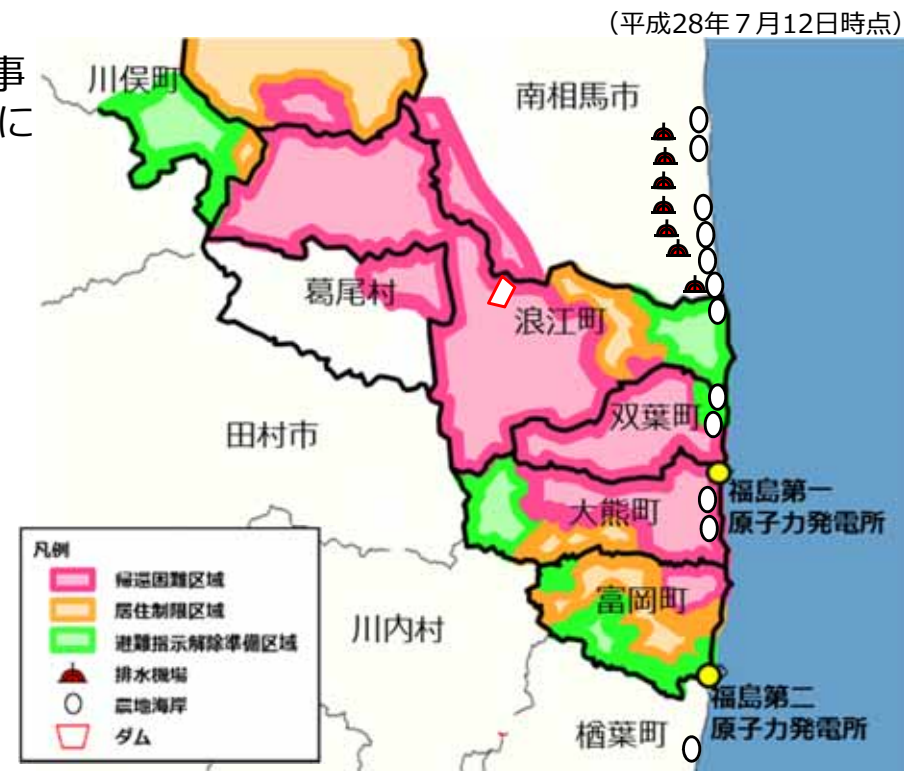 （平成28年７月12日時点）
事
に
川俣町
南相馬市
葛尾村
浪江町
双葉町
田村市
福島第一
原子力発電所
大熊町
富岡町
川内村
福島第二
原子力発電所
楢葉町
凡例
帰還困難区域
居住制限区域
避難指示解除準備区域
排水機場
農地海岸
ダム